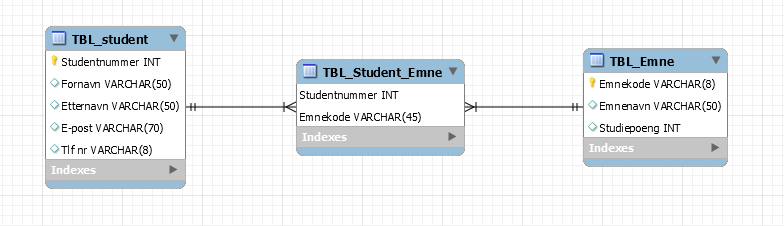 TBL_student
Studentnummer INT
Fornavn VARCHAR(50)
Etternavn VARCHAR(50)
E-post VARCHAR(70)
Tlf nr VARCHAR(8)
Indexes
TBL_Student_Emne
Studentnummer INT
Emnekode VARCHAR(45)
Indexes
TBL_Emne
Emnekode VARCHAR(8)
Emnenavn VARCHAR(50)
Studiepoeng INT
Indexes